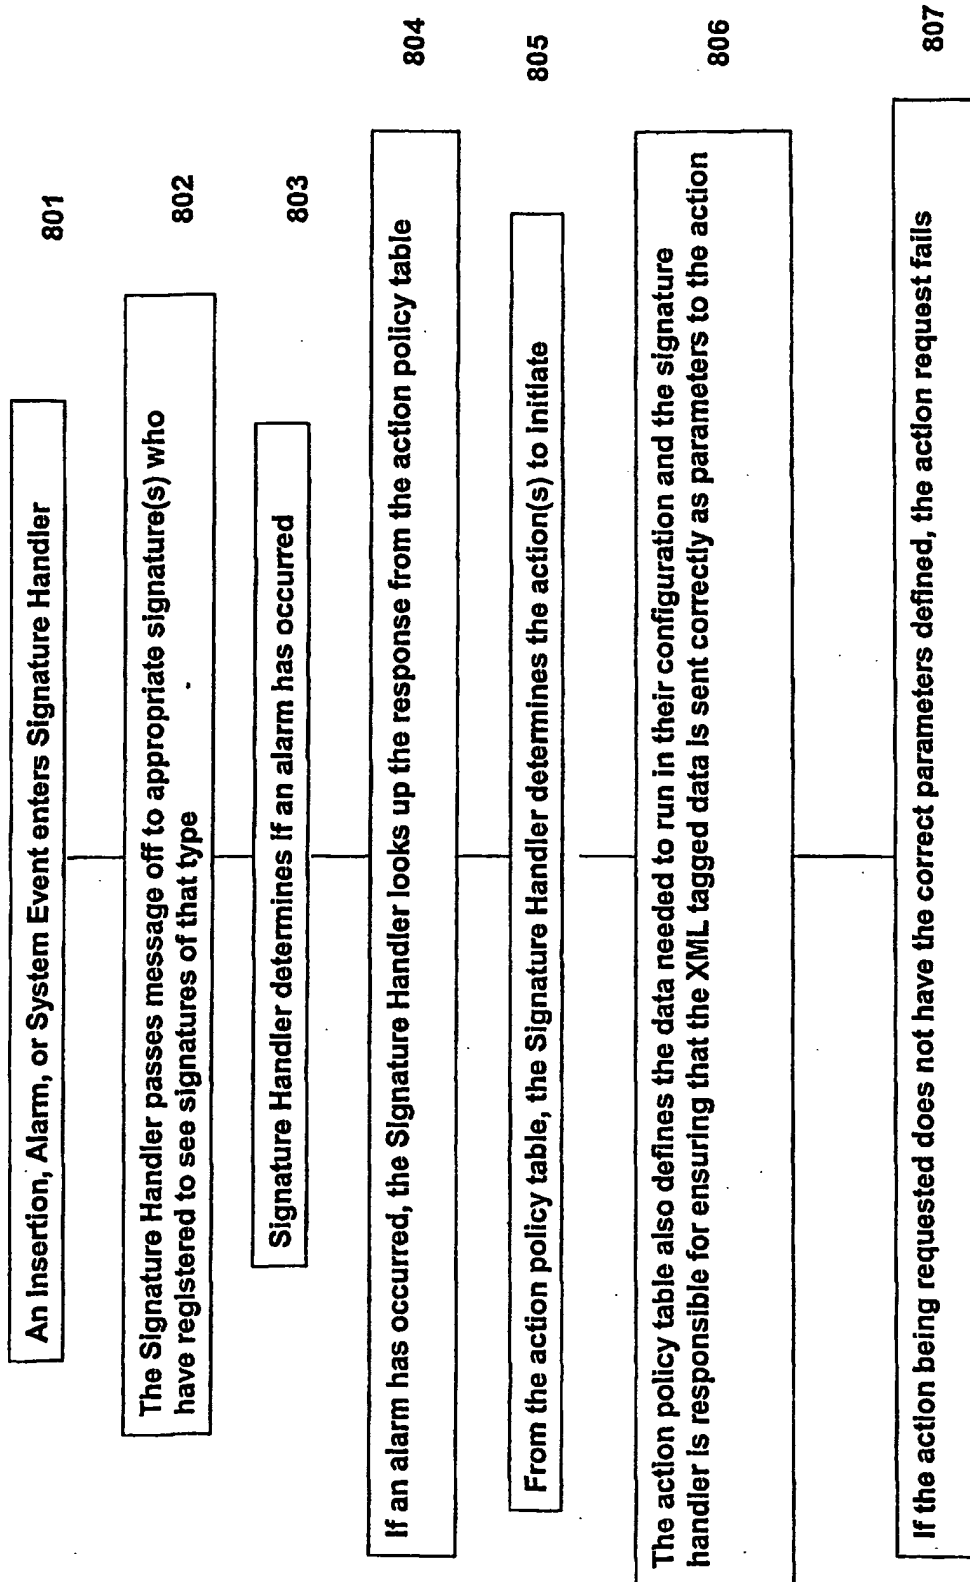 801
An Insertion, Alarm, or System Event enters Signature Handler
802
The Signature Handler passes message off to appropriate signature(s) who
have registered to see signatures of that type
803
Signature Handler determines if an alarm has occurred
804
If an alarm has occurred, the Signature Handler looks up the response from the action policy table
805
From the action policy table, the Signature Handler determines the action(s) to initiate
806
The action policy table also defines the data needed to run in their configuration and the signature
handler is responsible for ensuring that the XML tagged data is sent correctly as parameters to the action
807
If the action being requested does not have the correct parameters defined, the action request fails